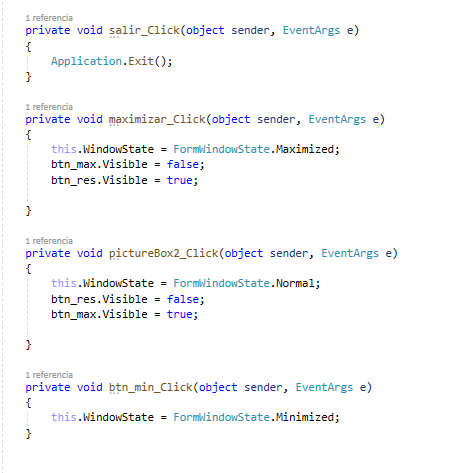 1 referencia
private void salir_Click(object sender, EventArgs e)
{
Application.Exit();
}
1 referencia
private void maximizar_Click(object sender, EventArgs e)
{
this.WindowState = FormWindowState.Maximized;
btn_max.Visible = false;
btn_res.Visible = true;
}
1 referencia
private void pictureBox2_Click(object sender, EventArgs e)
{
this.WindowState = FormWindowState.Normal;
btn_res.Visible = false;
btn_max.Visible = true;
}
1 referencia
private void btn_min_Click(object sender, EventArgs e)
{
this.WindowState = FormWindowState.Minimized;
}